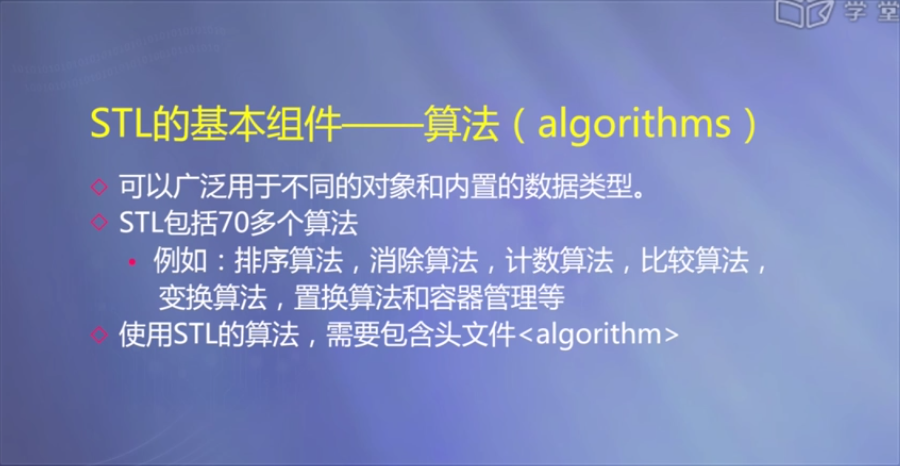 学堂
STL的基本组件——算法（algorithms）
可以广泛用于不同的对象和内置的数据类型。
STL包括70多个算法
例如：排序算法，消除算法，计数算法，比较算法，
变换算法，置换算法和容器管理等
使用STL的算法，需要包含头文件<algorithm>